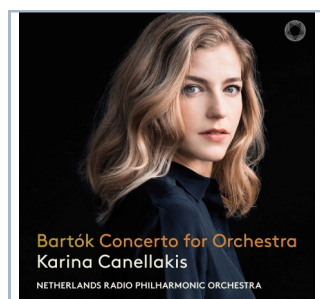 Bartók Concerto for Orchestra
Karina Canellakis
NETHERLANDS RADIO PHILHARMONIC ORCHESTRA